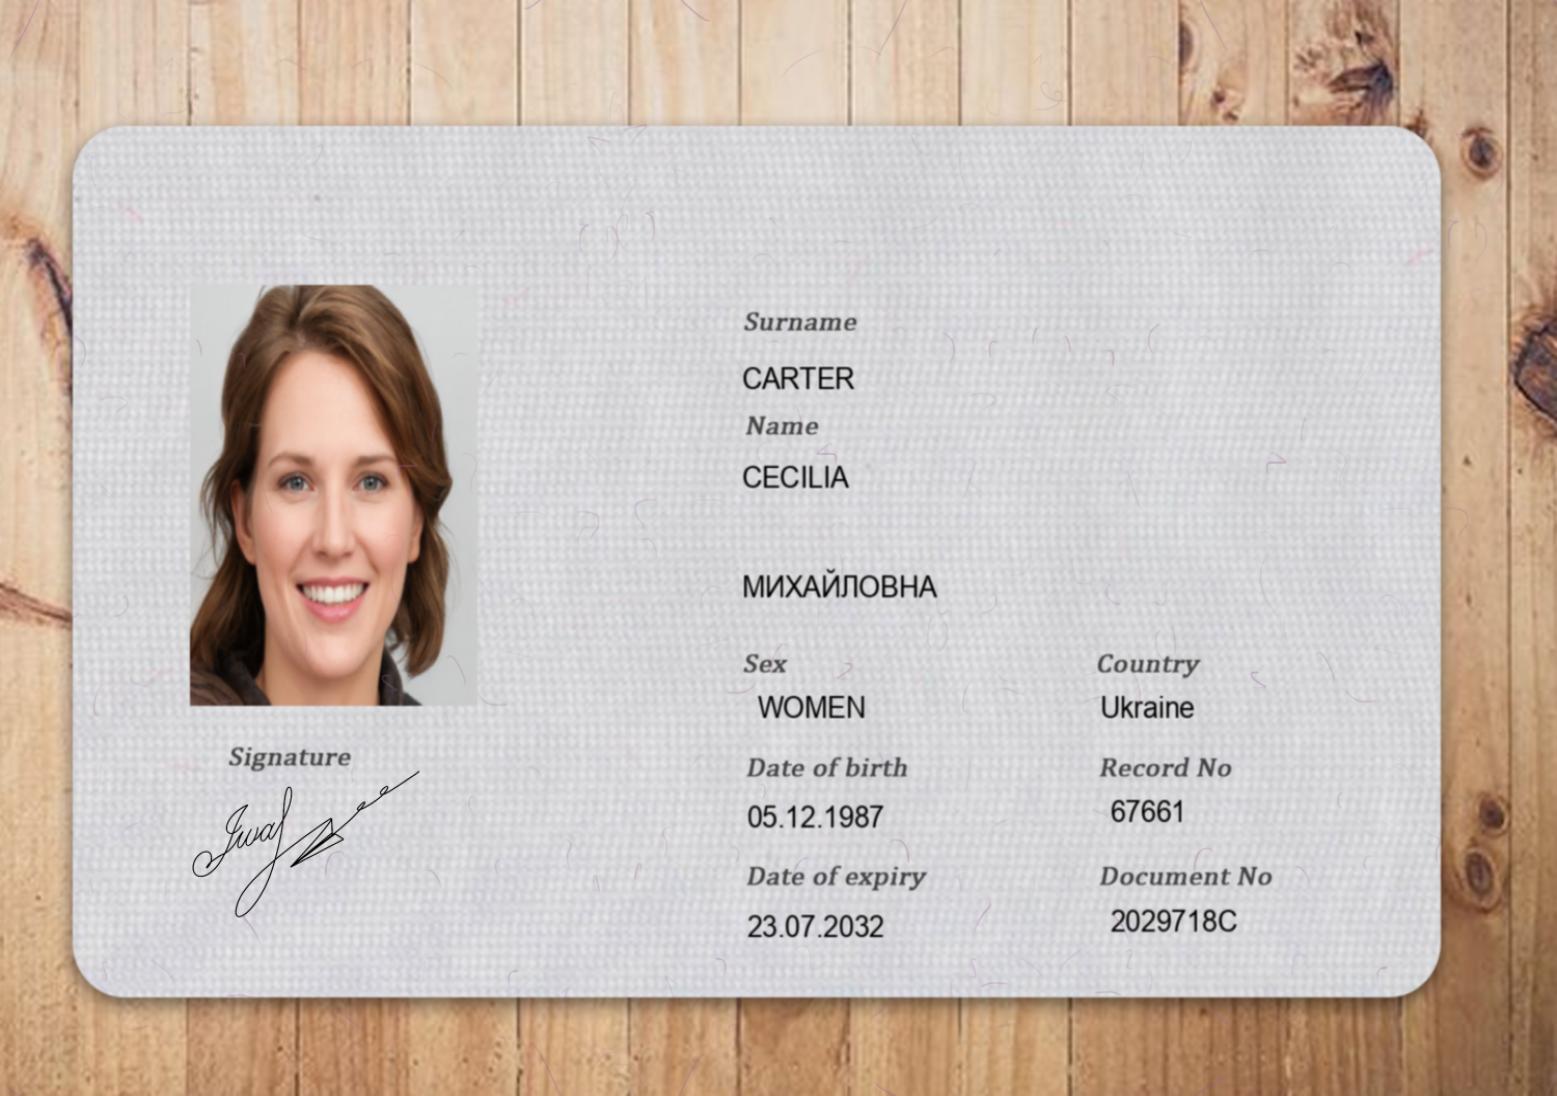 Surname
CARTER
Name
CECILIA
МИХАЙЛОВНА
Sex Country
WOMEN Ukraine
Date of birth Record No
05.12.1987 67661
Date of expiry Document No
23.07.2032 2029718C
Signature